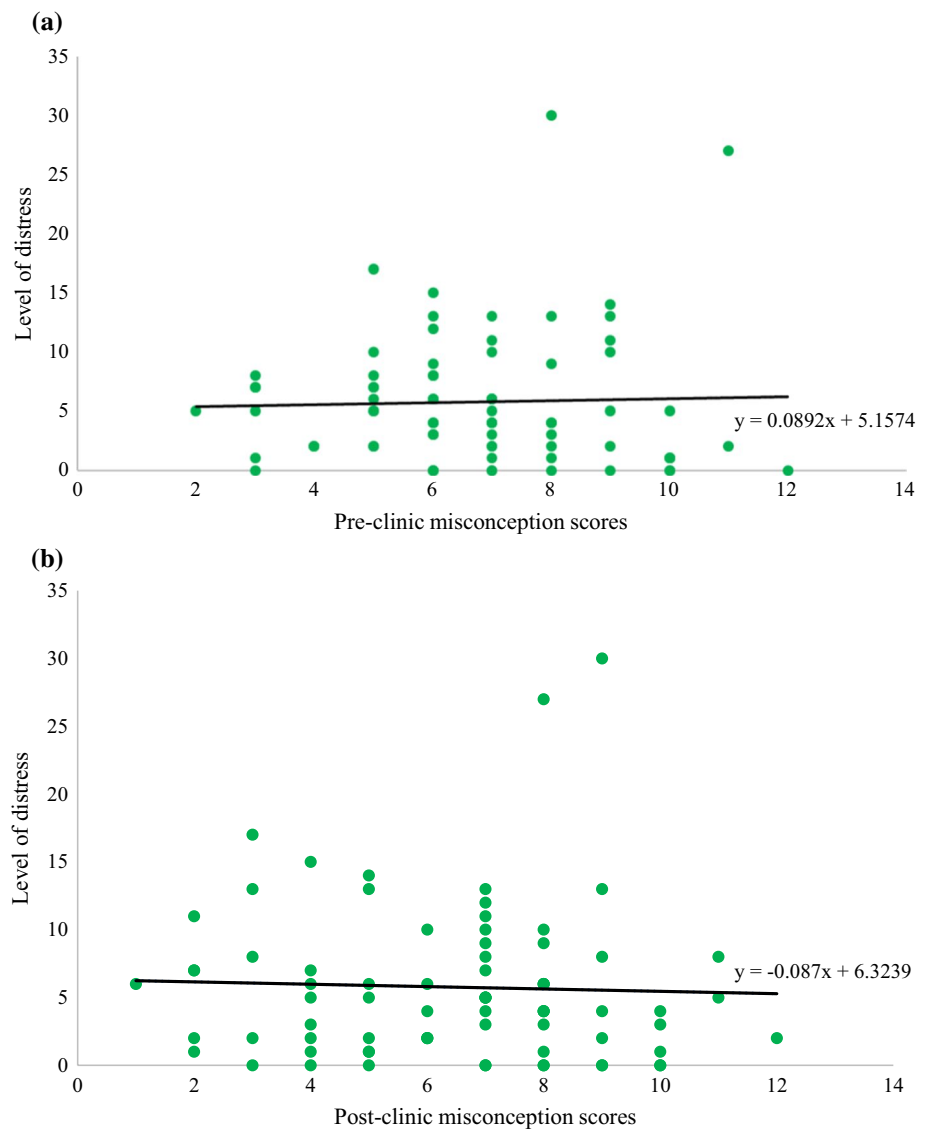 (a)
35
30
25
20
15
10
5
0
Level of distress
y = 0.0892x + 5.1574
0 2 4 6 8 10 12 14
Pre-clinic misconception scores
(b)
35
30
25
20
15
10
5
0
Level of distress
y = -0.087x + 6.3239
0 2 4 6 8 10 12 14
Post-clinic misconception scores